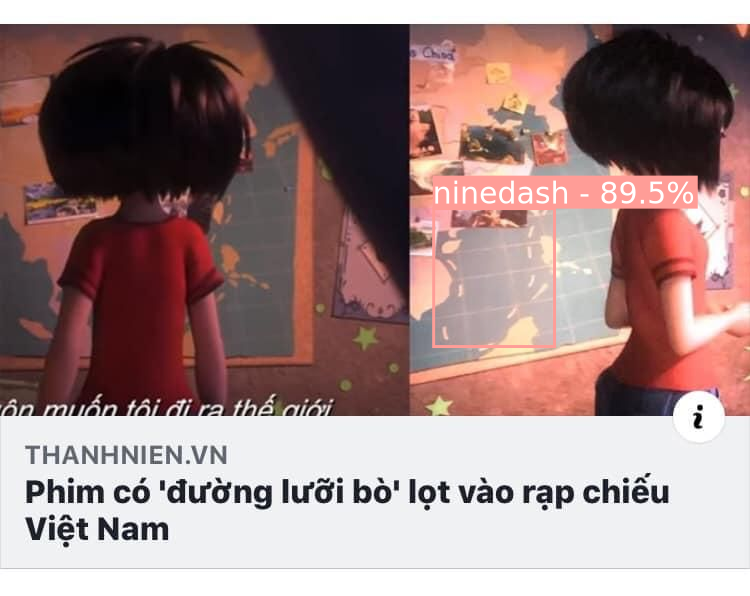 China
ninedash - 89.5%
ôn muốn tôi đi ra thế giới
THANHNIEN.VN
Phim có 'đường lưỡi bò' lọt vào rạp chiếu
Việt Nam